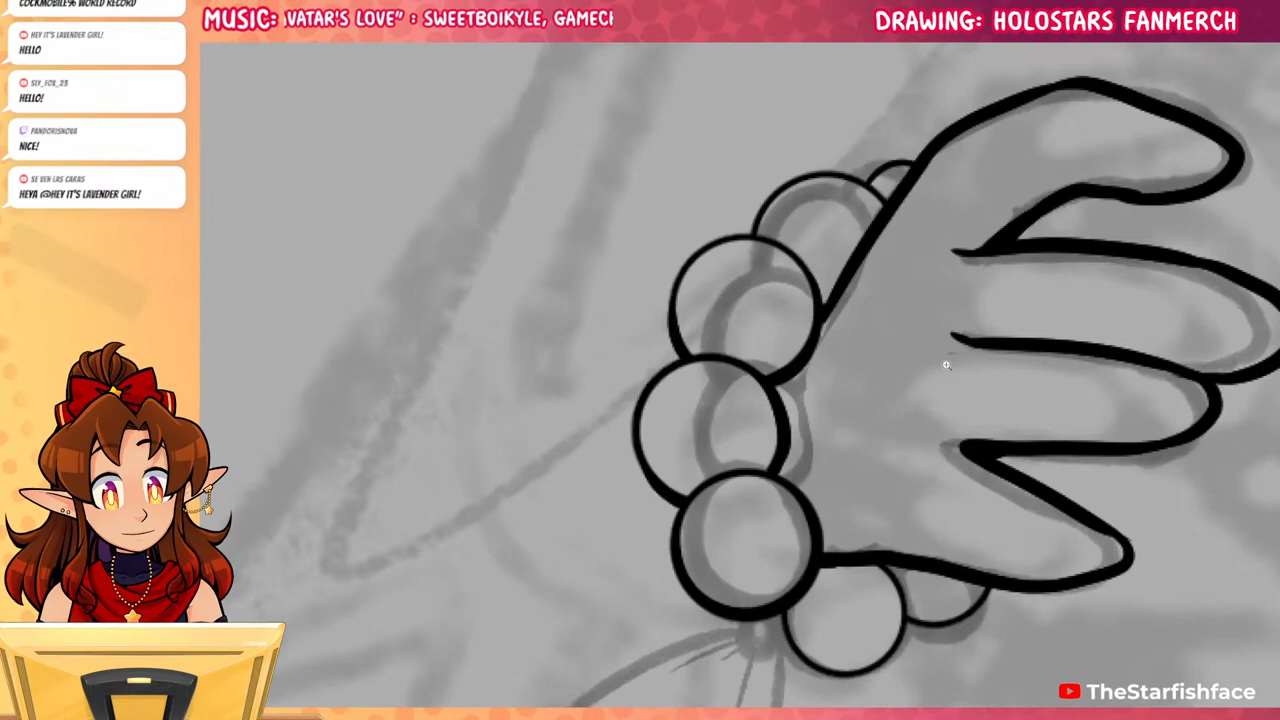 COCKMOBILE% WORLD RECORD
MUSIC: VATAR'S LOVE" : SWEETBOIKYLE, GAMECH
DRAWING: HOLOSTARS FANMERCH
HEY IT'S LAVENDER GIRL!
HELLO
SLY_FOX_23
HELLO!
PANDORISNOVA
NICE!
SE VEN LAS CARAS
HEYA @HEY IT'S LAVENDER GIRL!
TheStarfishface